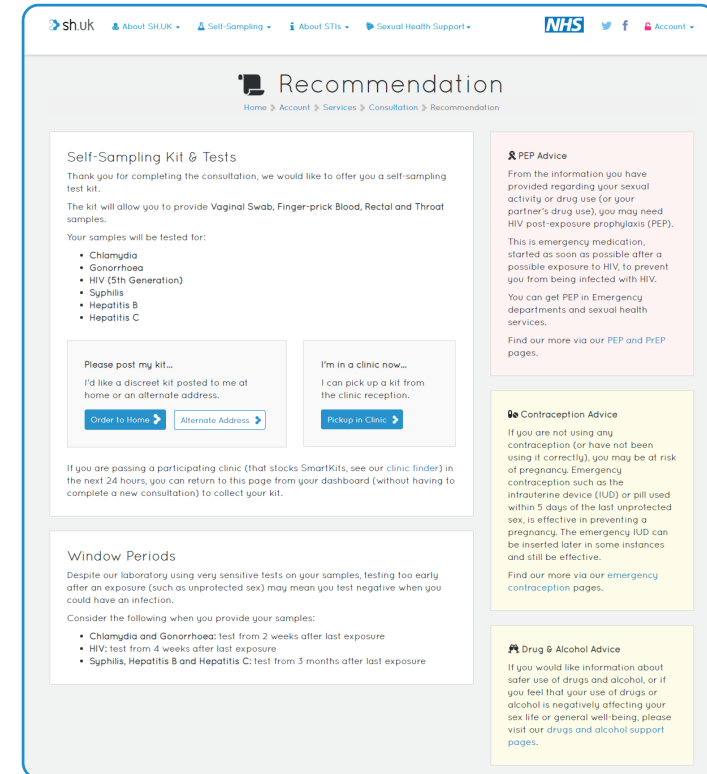 sh.uk About SH.UK Self-Sampling About STIs Sexual Health Support NHS Account
Recommendation
Home Account Services Consultation Recommendation
Self-Sampling Kit & Tests
Thank you for completing the consultation, we would like to offer you a self-sampling
test kit.
The kit will allow you to provide Vaginal Swab, Finger-prick Blood, Rectal and Throat
samples.
Your samples will be tested for:
Chlamydia
Gonorrhoea
HIV (5th Generation)
Syphilis
Hepatitis B
Hepatitis C
Please post my kit...
I'd like a discreet kit posted to me at
home or an alternate address.
Order to Home
Alternate Address
I'm in a clinic now...
I can pick up a kit from
the clinic reception.
Pickup in Clinic
If you are passing a participating clinic (that stocks SmartKits, see our clinic finder) in
the next 24 hours, you can return to this page from your dashboard (without having to
complete a new consultation) to collect your kit.
Window Periods
Despite our laboratory using very sensitive tests on your samples, testing too early
after an exposure (such as unprotected sex) may mean you test negative when you
could have an infection.
Consider the following when you provide your samples:
Chlamydia and Gonorrhoea: test from 2 weeks after last exposure
HIV: test from 4 weeks after last exposure
Syphilis, Hepatitis B and Hepatitis C: test from 3 months after last exposure
PEP Advice
From the information you have
provided regarding your sexual
activity or drug use (or your
partner's drug use), you may need
HIV post-exposure prophylaxis (PEP).
This is emergency medication,
started as soon as possible after a
possible exposure to HIV, to prevent
you from being infected with HIV.
You can get PEP in Emergency
departments and sexual health
services.
Find our more via our PEP and PrEP
pages.
Contraception Advice
If you are not using any
contraception (or have not been
using it correctly), you may be at risk
of pregnancy. Emergency
contraception such as the
intrauterine device (IUD) or pill used
within 5 days of the last unprotected
sex, is effective in preventing a
pregnancy. The emergency IUD can
be inserted later in some instances
and still be effective.
Find our more via our emergency
contraception pages.
Drug & Alcohol Advice
If you would like information about
safer use of drugs and alcohol, or if
you feel that your use of drugs or
alcohol is negatively affecting your
sex life or general well-being, please
visit our drugs and alcohol support
pages.